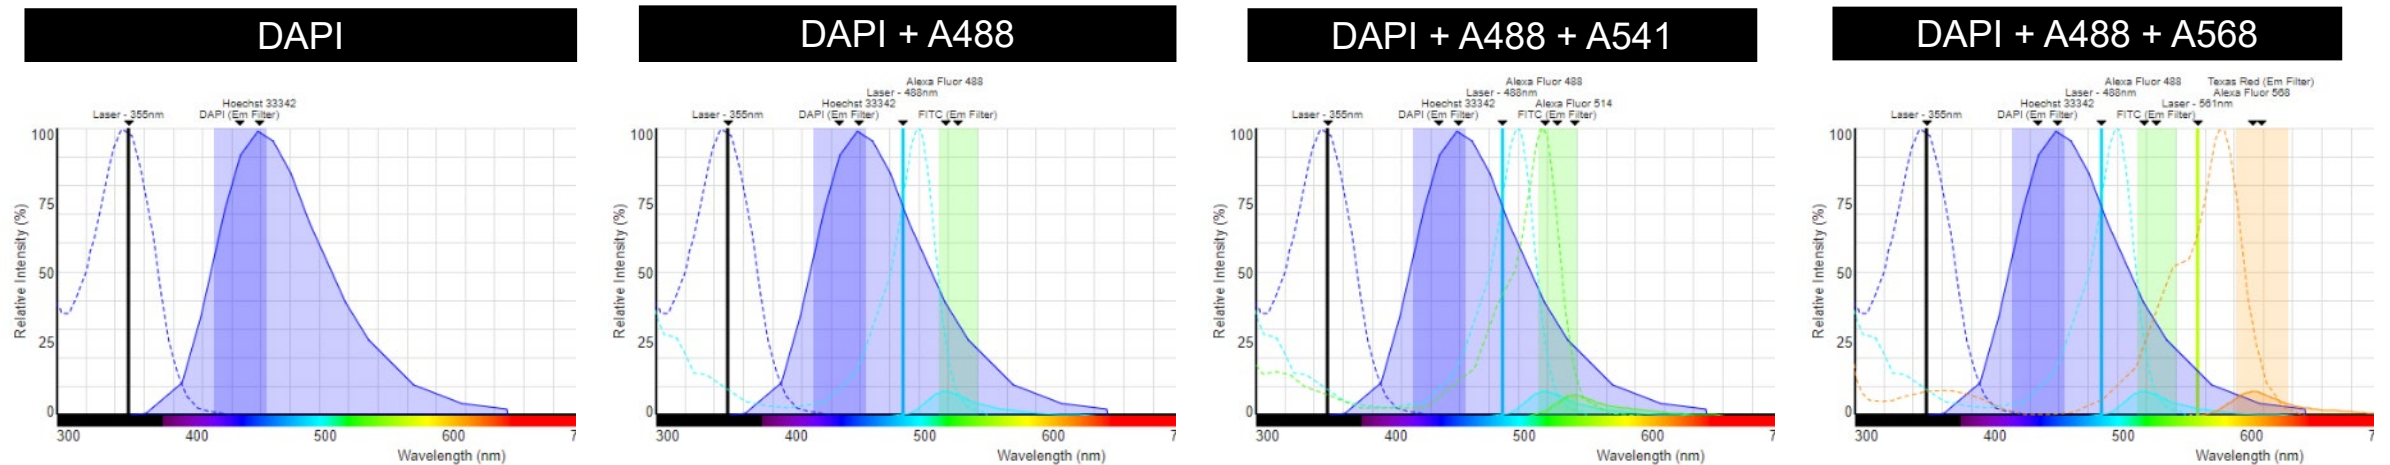 DAPI
Hoechst 33342
Laser - 355nm
DAPI (Em Filter)
100
75
50
25
0
Relative Intensity (%)
300
400
500
600
7
Wavelength (nm)
DAPI + A488
Alexa Fluor 488
Laser - 488nm
Hoechst 33342
Laser - 355nm
DAPI (Em Filter)
FITC (Em Filter)
100
75
50
25
0
Relative Intensity (%)
300
400
500
600
7
Wavelength (nm)
DAPI + A488 + A541
Alexa Fluor 488
Laser - 488nm
Hoechst 33342
Alexa Fluor 514
Laser - 355nm
DAPI (Em Filter)
FITC (Em Filter)
100
75
50
25
0
Relative Intensity (%)
300
400
500
600
7
Wavelength (nm)
DAPI + A488 + A568
Alexa Fluor 488
Texas Red (Em Filter)
Laser - 488nm
Alexa Fluor 568
Hoechst 33342
Laser - 561nm
Laser - 355nm
DAPI (Em Filter)
FITC (Em Filter)
100
75
50
25
0
Relative Intensity (%)
300
400
500
600
7
Wavelength (nm)